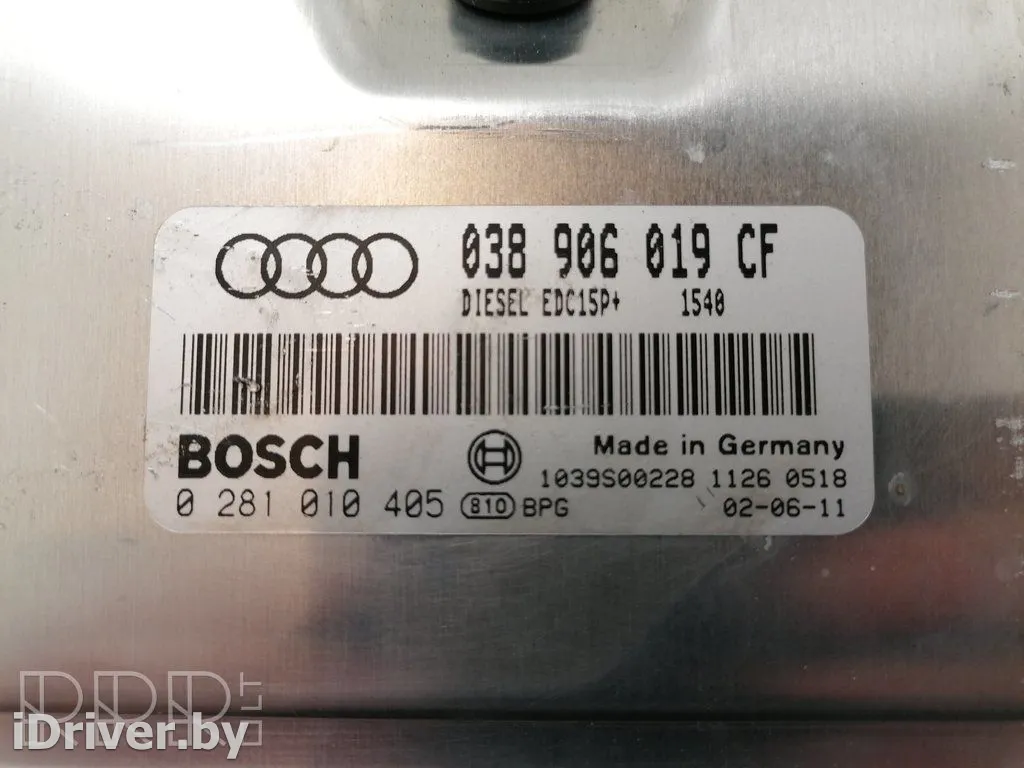 038 906 019 CF
DIESEL EDC15P+ 1540
BOSCH
Made in Germany
1039S00228 1126 0518
0 281 010 405 810 BPG 02-06-11
iDriver.by